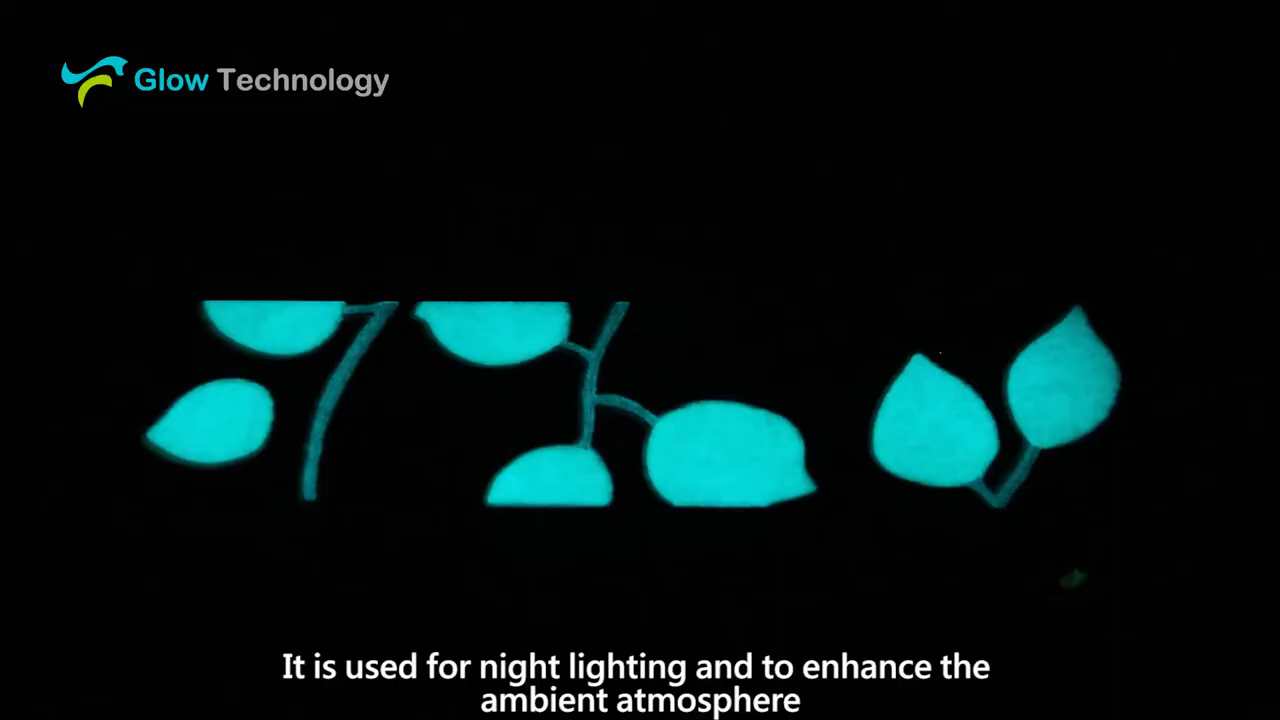 Glow Technology
It is used for night lighting and to enhance the
ambient atmosphere